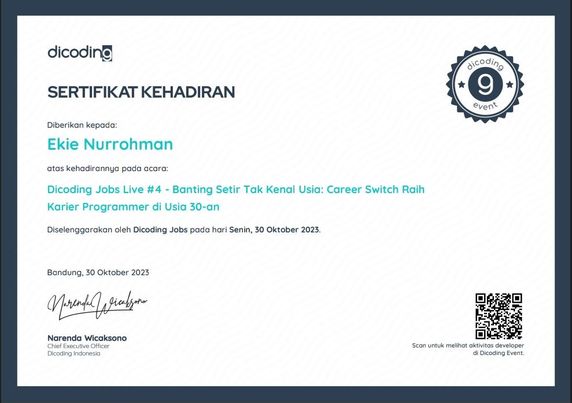 dicoding
SERTIFIKAT KEHADIRAN
dicoding
9
event
Diberikan kepada:
Ekie Nurrohman
atas kehadirannya pada acara:
Dicoding Jobs Live #4 - Banting Setir Tak Kenal Usia: Career Switch Raih
Karier Programmer di Usia 30-an
Diselenggarakan oleh Dicoding Jobs pada hari Senin, 30 Oktober 2023.
Bandung, 30 Oktober 2023
Narenda Wicaksono
Narenda Wicaksono
Chief Executive Officer
Dicoding Indonesia
Scan untuk melihat aktivitas developer
di Dicoding Event.